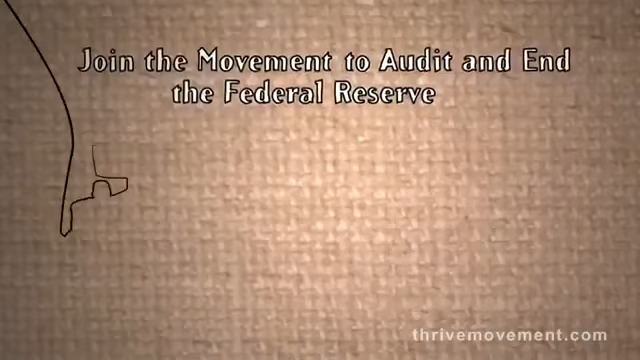 Join the Movement to Audit and End
the Federal Reserve
thrivemovement.com